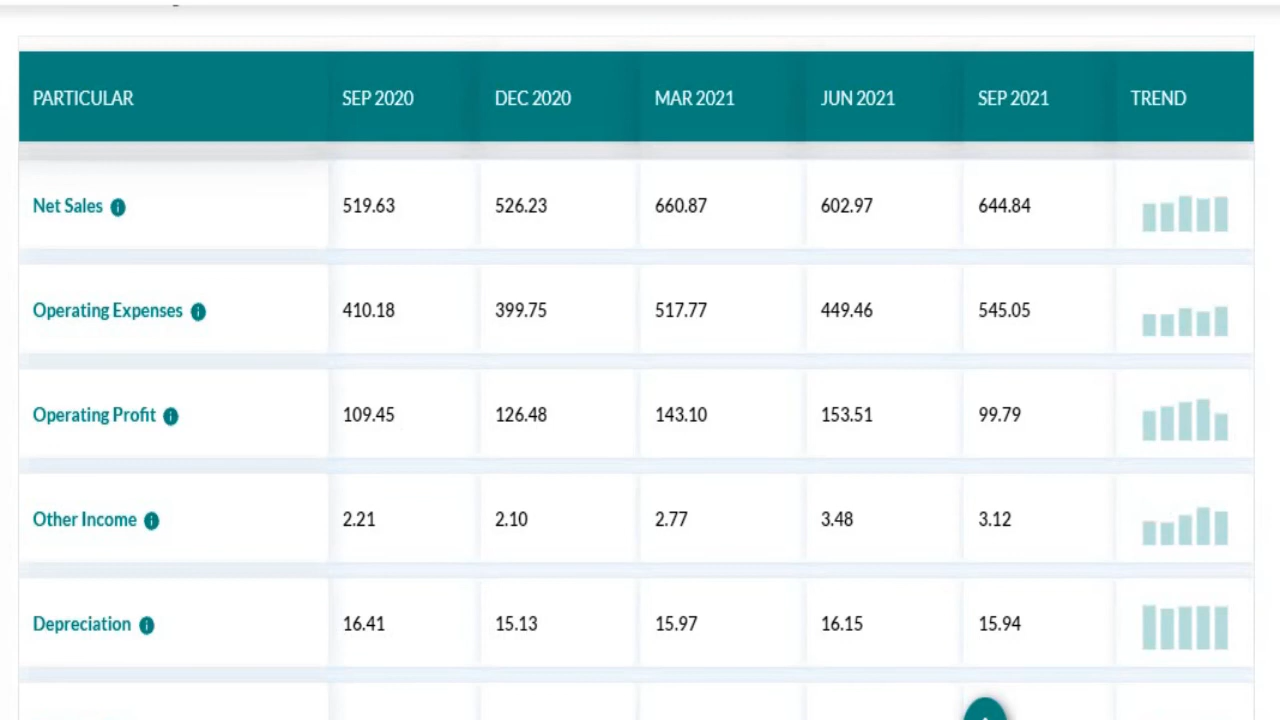 PARTICULAR SEP 2020 DEC 2020 MAR 2021 JUN 2021 SEP 2021 TREND
Net Sales 519.63 526.23 660.87 602.97 644.84
Operating Expenses 410.18 399.75 517.77 449.46 545.05
Operating Profit 109.45 126.48 143.10 153.51 99.79
Other Income 2.21 2.10 2.77 3.48 3.12
Depreciation 16.41 15.13 15.97 16.15 15.94